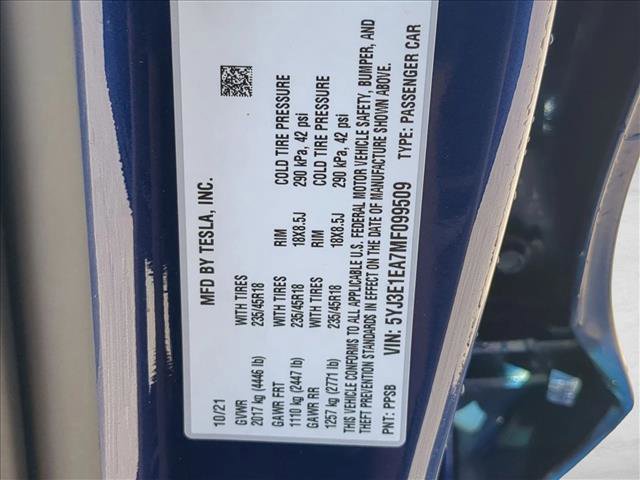 MFD BY TESLA, INC.
10/21
GVWR WITH TIRES RIM COLD TIRE PRESSURE
2017 kg (4446 lb) 235/45R18 18X8.5J 290 kPa, 42 psi
GAWR FRT WITH TIRES RIM COLD TIRE PRESSURE
1110 kg (2447 lb) 235/45R18 18X8.5J 290 kPa, 42 psi
GAWR RR
1257 kg (2771 lb) 235/45R18
THIS VEHICLE CONFORMS TO ALL APPLICABLE U.S. FEDERAL MOTOR VEHICLE SAFETY, BUMPER, AND
THEFT PREVENTION STANDARDS IN EFFECT ON THE DATE OF MANUFACTURE SHOWN ABOVE.
PNT: PPSB VIN: 5YJ3E1EA7MF099509 TYPE: PASSENGER CAR